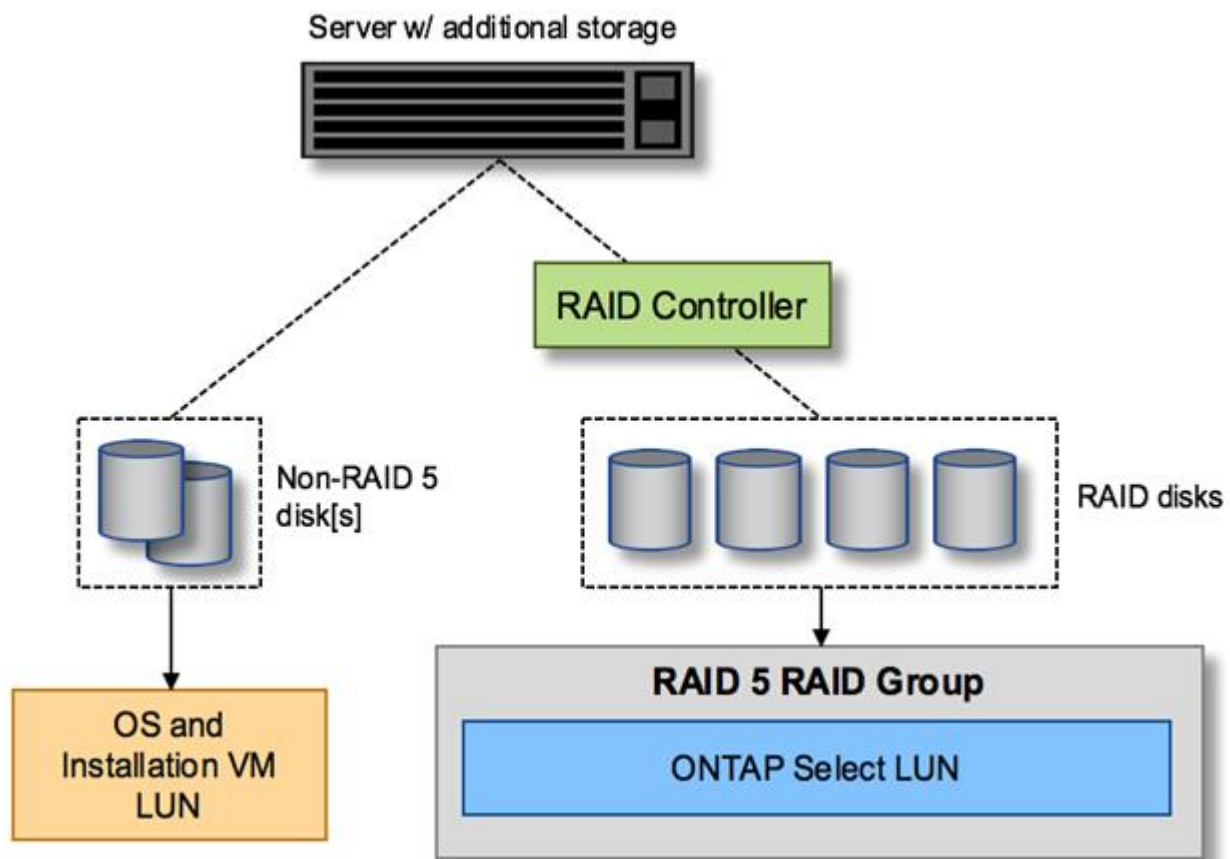 Server w/ additional storage
RAID Controller
Non-RAID 5
disk[s]
RAID disks
OS and
Installation VM
LUN
RAID 5 RAID Group
ONTAP Select LUN